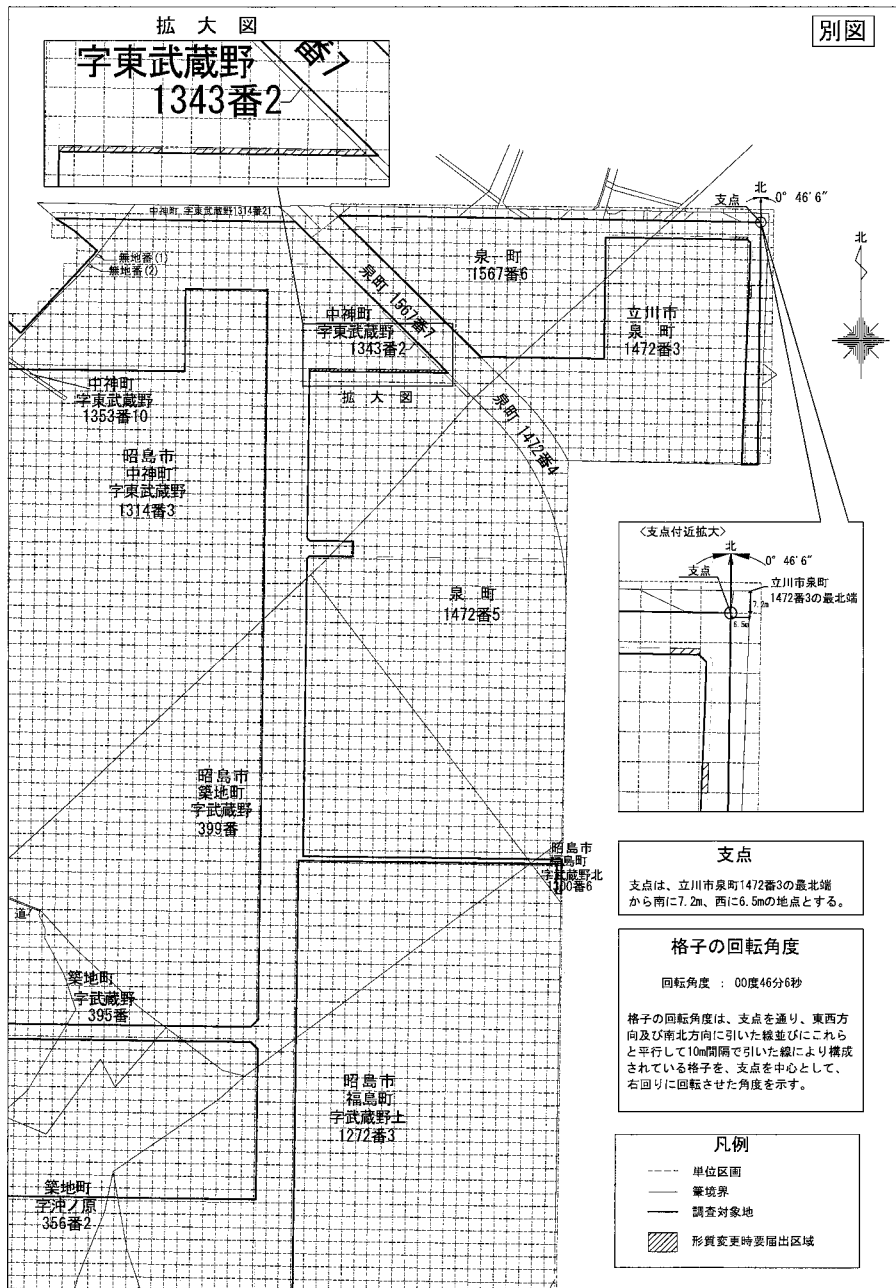 別図
拡大図
字東武蔵野
1343番2
番7
北
支点
0° 46' 6"
北
中神町 字東武蔵野1314番21
無地番(1)
無地番(2)
泉町
1567番6
泉町 1567番7
立川市
泉町
1472番3
中神町
字東武蔵野
1343番2
拡大図
中神町
字東武蔵野
1353番10
泉町 1472番4
昭島市
中神町
字東武蔵野
1314番3
泉町
1472番5
<支点付近拡大>
北
0° 46' 6"
支点
立川市泉町
1472番3の最北端
7.2m
6.5m
昭島市
築地町
字武蔵野
399番
昭島市
福島町
字武蔵野北
1300番6
支点
支点は、立川市泉町1472番3の最北端
から南に7.2m、西に6.5mの地点とする。
道
格子の回転角度
回転角度 : 00度46分6秒
格子の回転角度は、支点を通り、東西方
向及び南北方向に引いた線並びにこれら
と平行して10m間隔で引いた線により構成
されている格子を、支点を中心として、
右回りに回転させた角度を示す。
築地町
字武蔵野
395番
昭島市
福島町
字武蔵野上
1272番3
築地町
字沖ノ原
356番2
凡例
単位区画
筆境界
調査対象地
形質変更時要届出区域